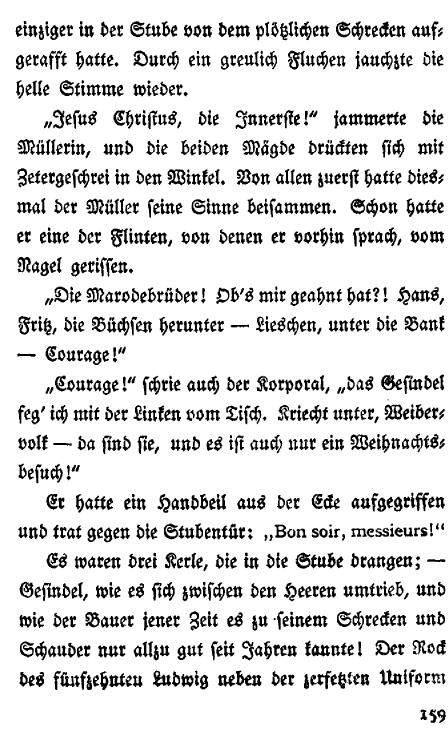 einziger in der Stube von dem plötzlichen Schrecken auf-
gerafft hatte. Durch ein greulich Fluchen jauchzte die
helle Stimme wieder.
„Jesus Christus, die Innerste!“ jammerte die
Müllerin, und die beiden Mägde drückten sich mit
Zetergeschrei in den Winkel. Von allen zuerst hatte dies-
mal der Müller seine Sinne beisammen. Schon hatte
er eine der Flinten, von denen er vorhin sprach, vom
Nagel gerissen.
„Die Marodebrüder! Ob's mir geahnt hat?! Hans,
Fritz, die Büchsen herunter — Lieschen, unter die Bank
— Courage!“
„Courage!“ schrie auch der Korporal, „das Gesindel
feg' ich mit der Linken vom Tisch. Kriecht unter, Weiber-
volk — da sind sie, und es ist auch nur ein Weihnachts-
besuch!“
Er hatte ein Handbeil aus der Ecke aufgegriffen
und trat gegen die Stubentür: „Bon soir, messieurs!“
Es waren drei Kerle, die in die Stube drangen; —
Gesindel, wie es sich zwischen den Heeren umtrieb, und
wie der Bauer jener Zeit es zu seinem Schrecken und
Schauder nur allzu gut seit Jahren kannte! Der Rock
des fünfzehnten Ludwig neben der zerfetzten Uniform
159